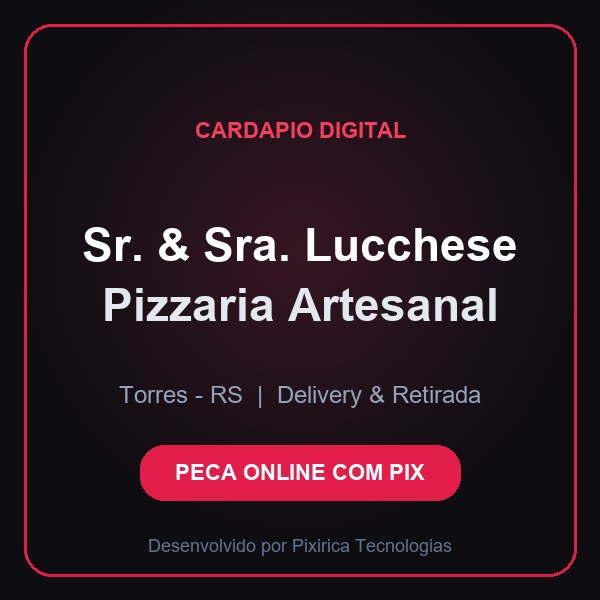 CARDAPIO DIGITAL
Sr. & Sra. Lucchese
Pizzaria Artesanal
Torres - RS | Delivery & Retirada
PECA ONLINE COM PIX
Desenvolvido por Pixirica Tecnologias